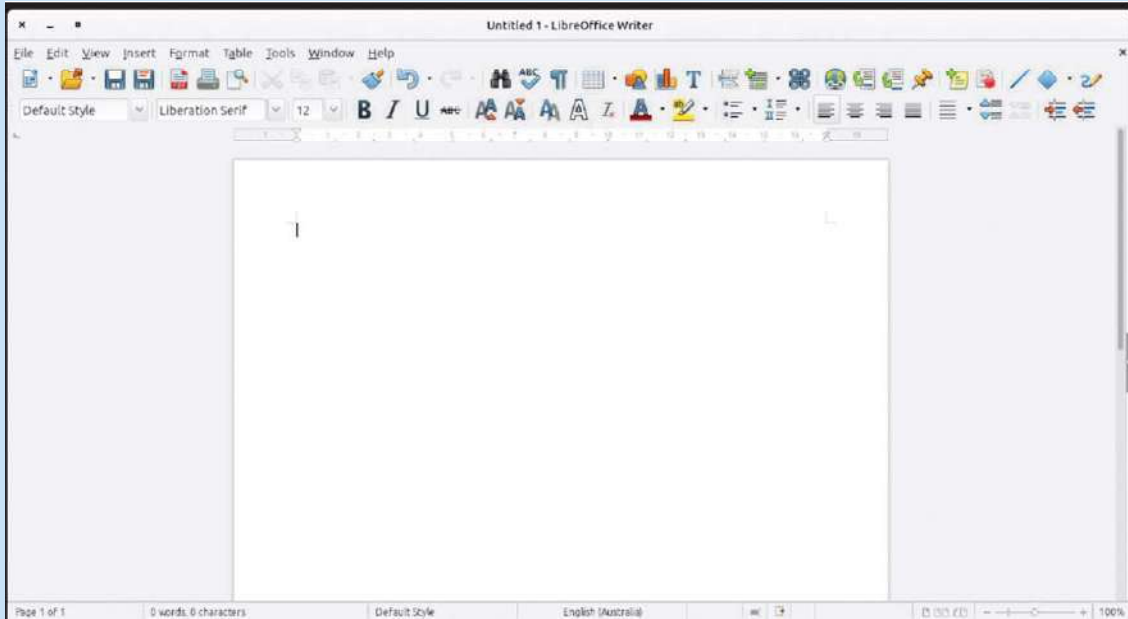 Untitled 1 - LibreOffice Writer
File Edit View Insert Format Table Tools Window Help
Default Style Liberation Serif 12
Page 1 of 1 0 words, 0 characters Default Style English (Australia) 100%